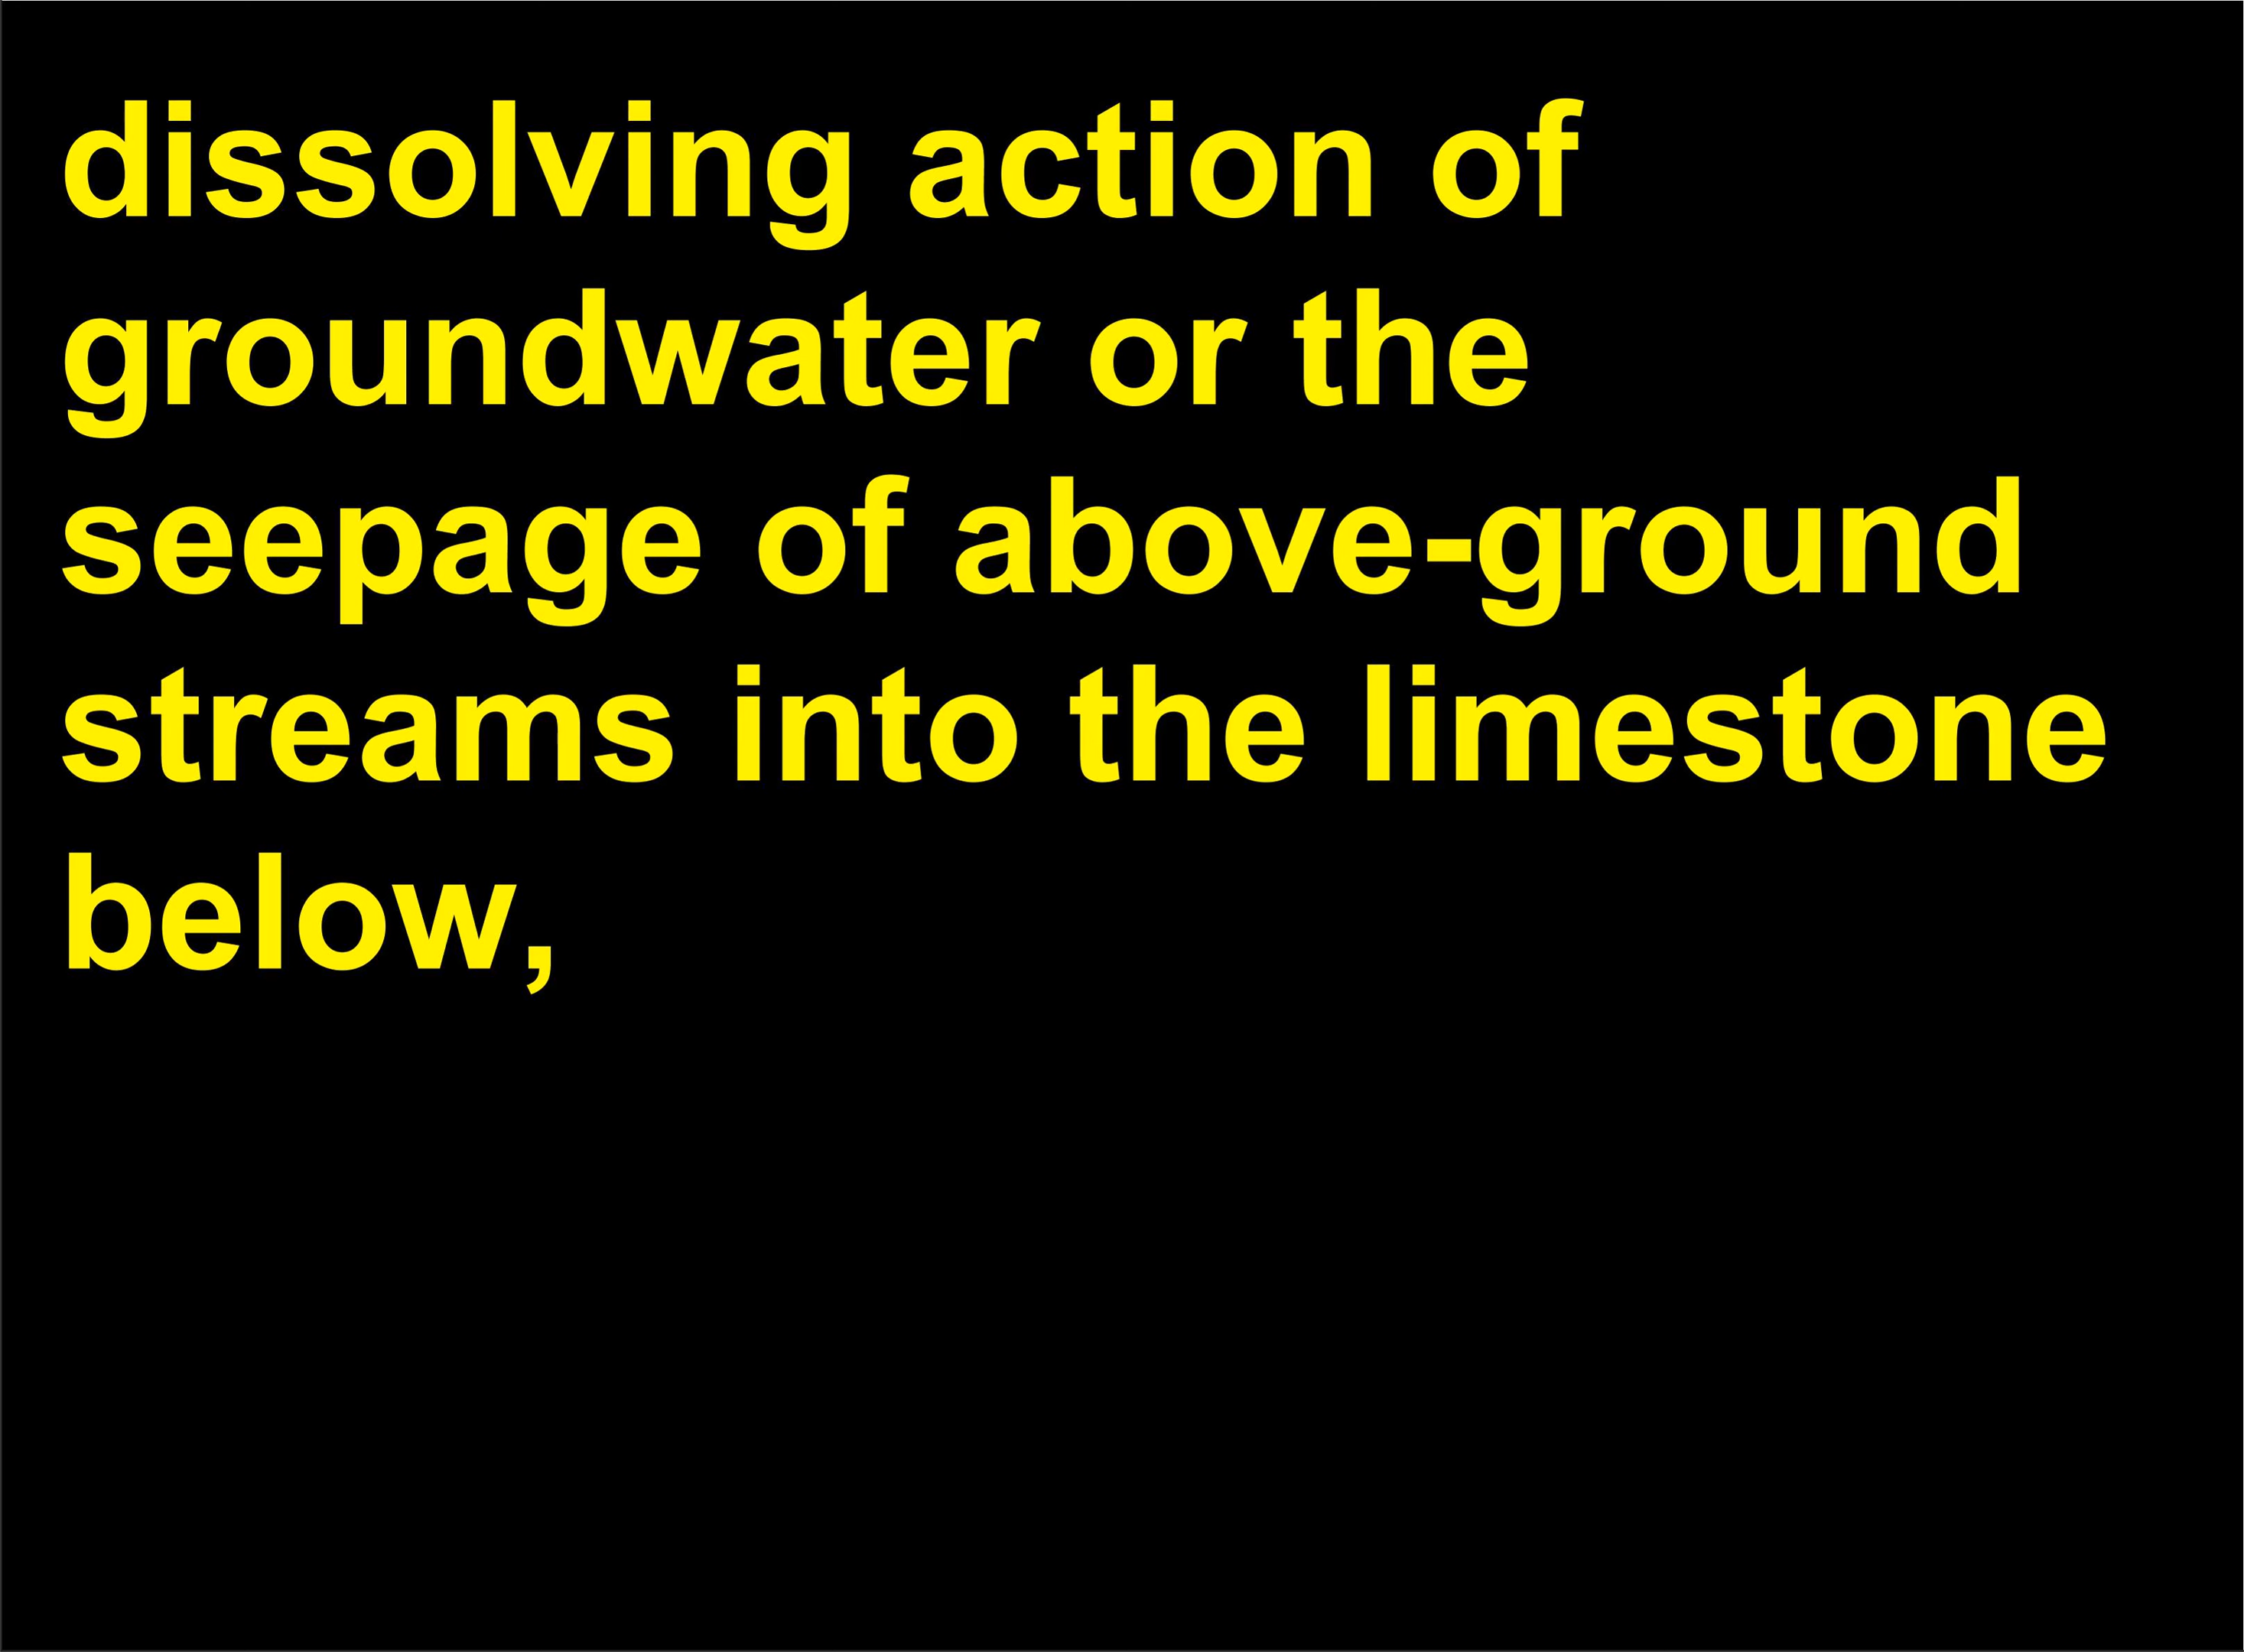 dissolving action of
groundwater or the
seepage of above-ground
streams into the limestone
below,